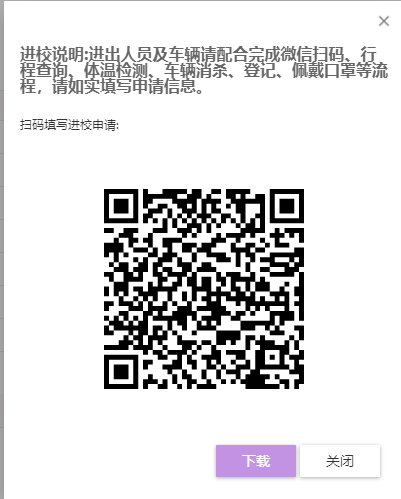 进校说明:进出人员及车辆请配合完成微信扫码、行
程查询、体温检测、车辆消杀、登记、佩戴口罩等流
程，请如实填写申请信息。
扫码填写进校申请:
下载
关闭